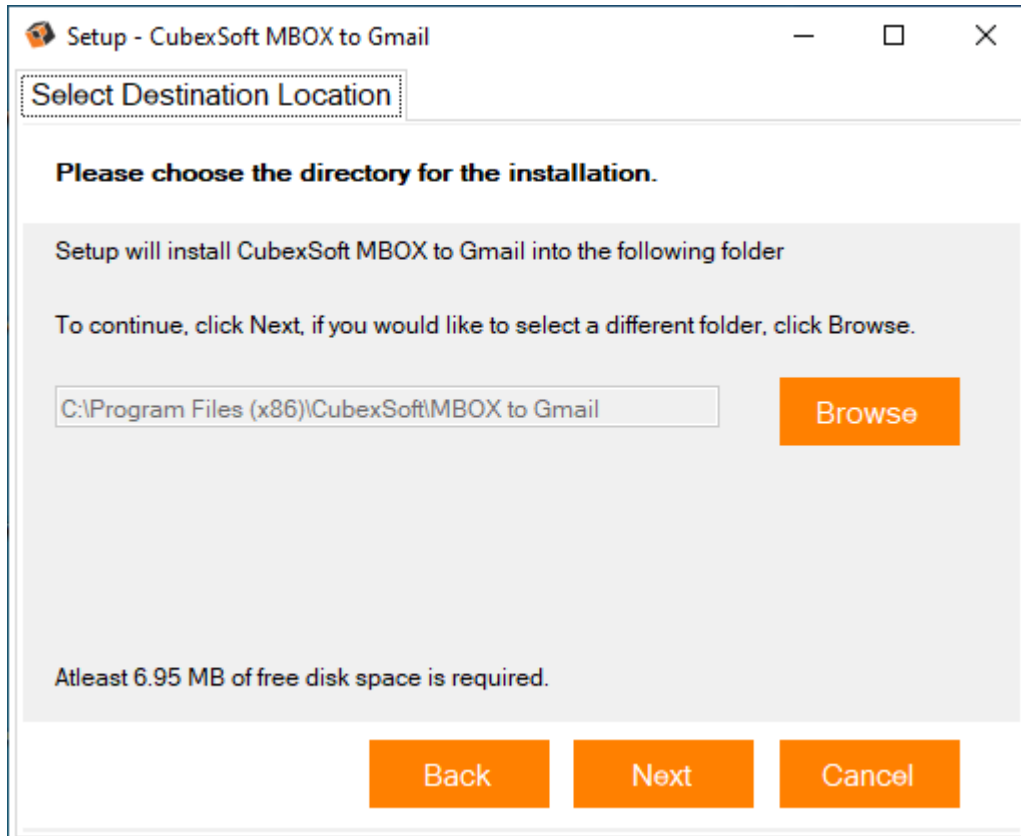 Setup - CubexSoft MBOX to Gmail
Select Destination Location
Please choose the directory for the installation.
Setup will install CubexSoft MBOX to Gmail into the following folder
To continue, click Next, if you would like to select a different folder, click Browse.
C:\Program Files (x86)\CubexSoft\MBOX to Gmail
Browse
Atleast 6.95 MB of free disk space is required.
Back Next Cancel